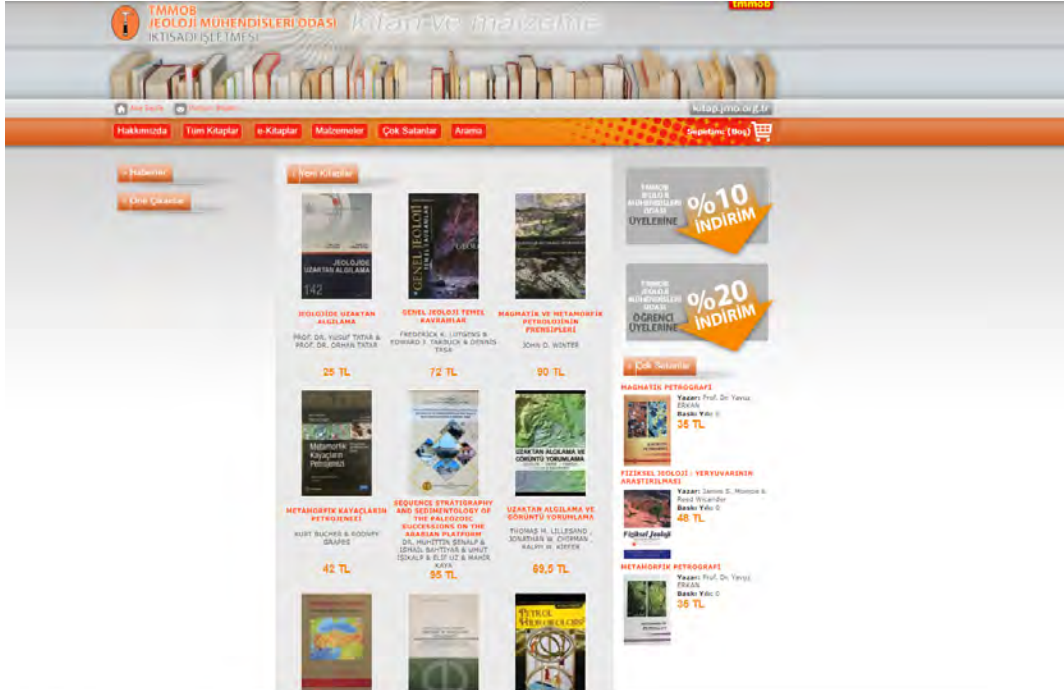 TMMOB
JEOLOJİ MÜHENDİSLERİ ODASI
İKTİSADİ İŞLETMESİ
kitap ve malzeme
tmmob
Ana Sayfa
kitap.jmo.org.tr
Hakkımızda Tüm Kitaplar e-Kitaplar Malzemeler Çok Satanlar Arama
Sepetim: (Boş)
Haberler
Öne Çıkanlar
Yeni Kitaplar
JEOLOJİDE
UZAKTAN ALGILAMA
142
JEOLOJİDE UZAKTAN
ALGILAMA
PROF. DR. YUSUF TATAR &
PROF. DR. ORHAN TATAR
25 TL
GENEL JEOLOJİ
TEMEL KAVRAMLAR
GENEL JEOLOJİ TEMEL
KAVRAMLAR
FREDERICK K. LUTGENS &
EDWARD J. TARBUCK & DENNIS
TASA
72 TL
MAGMATİK VE METAMORFİK
PETROLOJİNİN
PRENSİPLERİ
JOHN D. WINTER
90 TL
Metamorfik
Kayaçların
Petrojenezi
METAMORFİK KAYAÇLARIN
PETROJENEZİ
KURT BUCHER & RODNEY
GRAPES
42 TL
SEQUENCE STRATIGRAPHY
AND SEDIMENTOLOGY OF
THE PALEOZOIC
SUCCESSIONS ON THE
ARABIAN PLATFORM
DR. MUHİTTİN ŞENALP &
İSMAİL BAHTİYAR & UMUT
IŞIKALP & ELİF UZ & MAHİR
KAYA
95 TL
UZAKTAN ALGILAMA VE
GÖRÜNTÜ YORUMLAMA
UZAKTAN ALGILAMA VE
GÖRÜNTÜ YORUMLAMA
THOMAS M. LILLESAND ,
JONATHAN W. CHIPMAN ,
RALPH W. KIEFER
69,5 TL
PETROL
HİDROJEOLOJİSİ
TMMOB
JEOLOJİ
MÜHENDİSLERİ
ODASI
ÜYELERİNE
%10
İNDİRİM
TMMOB
JEOLOJİ
MÜHENDİSLERİ
ODASI
ÖĞRENCİ
ÜYELERİNE
%20
İNDİRİM
Çok Satanlar
MAGMATİK PETROGRAFİ
Yazar: Prof. Dr. Yavuz
ERKAN
Baskı Yılı: 0
35 TL
FİZİKSEL JEOLOJİ : YERYUVARININ
ARAŞTIRILMASI
Fiziksel Jeoloji
Yazar: James S. Monroe &
Reed Wicander
Baskı Yılı: 0
48 TL
METAMORFİK PETROGRAFİ
Yazar: Prof. Dr. Yavuz
ERKAN
Baskı Yılı: 0
35 TL